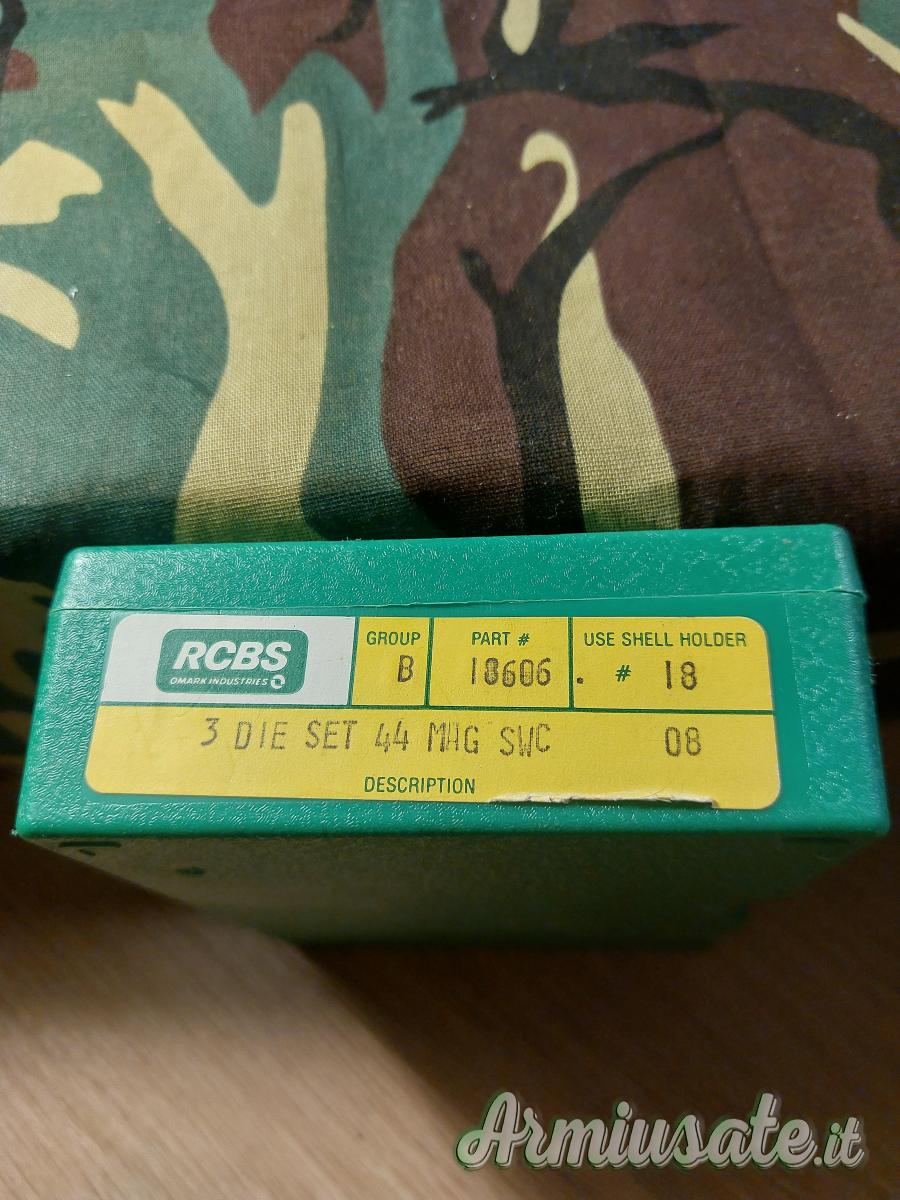 RCBS
OMARK INDUSTRIES
GROUP
B
PART #
18606
USE SHELL HOLDER
# 18
3 DIE SET 44 MAG SWC 08
DESCRIPTION
Armiusate.it